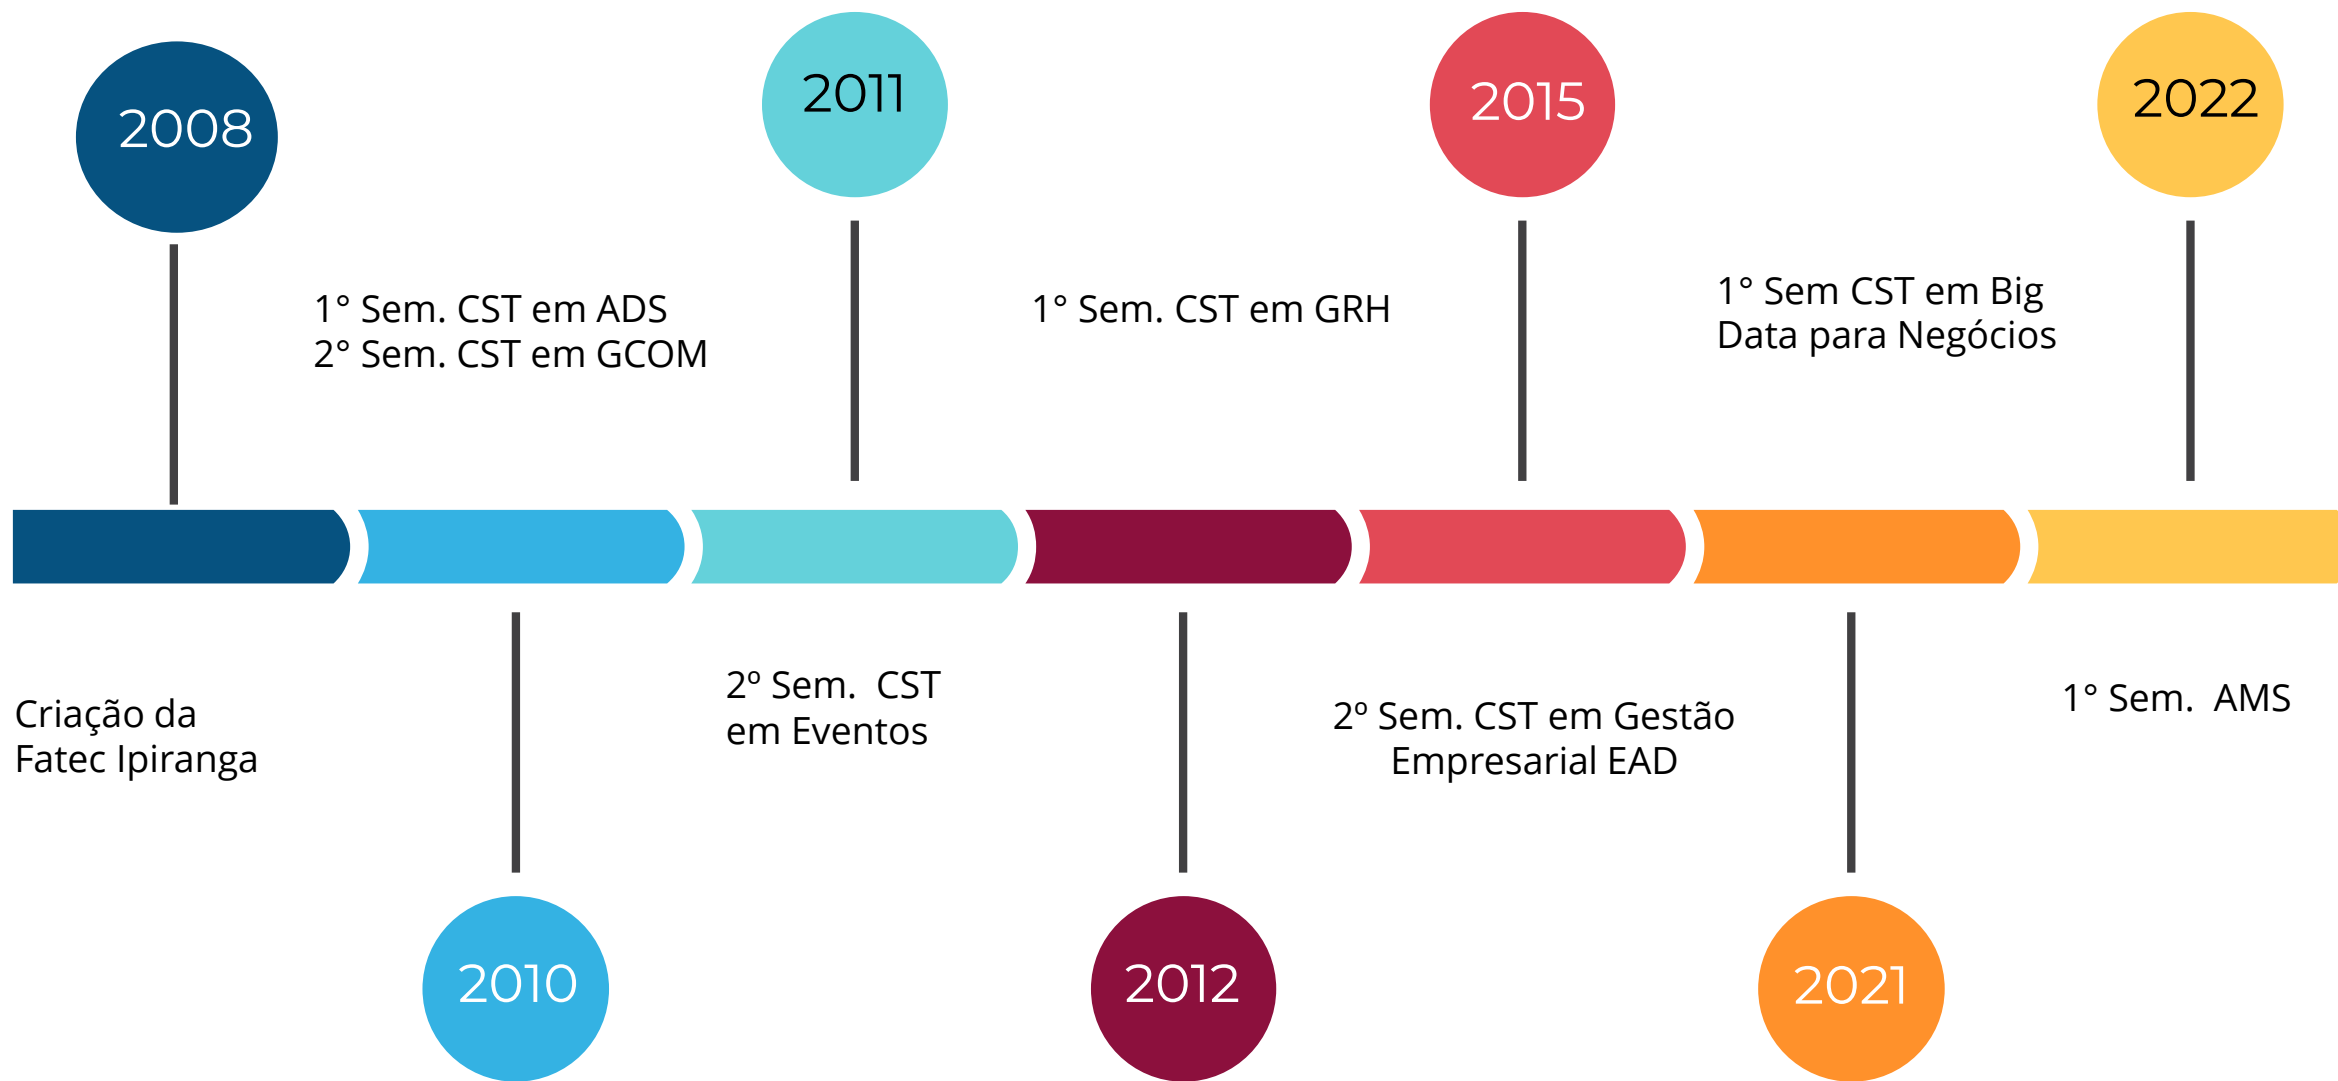 2008
Criação da
Fatec Ipiranga
1° Sem. CST em ADS
2° Sem. CST em GCOM
2010
2011
2º Sem. CST
em Eventos
1° Sem. CST em GRH
2012
2015
2º Sem. CST em Gestão
Empresarial EAD
1° Sem CST em Big
Data para Negócios
2021
2022
1° Sem. AMS